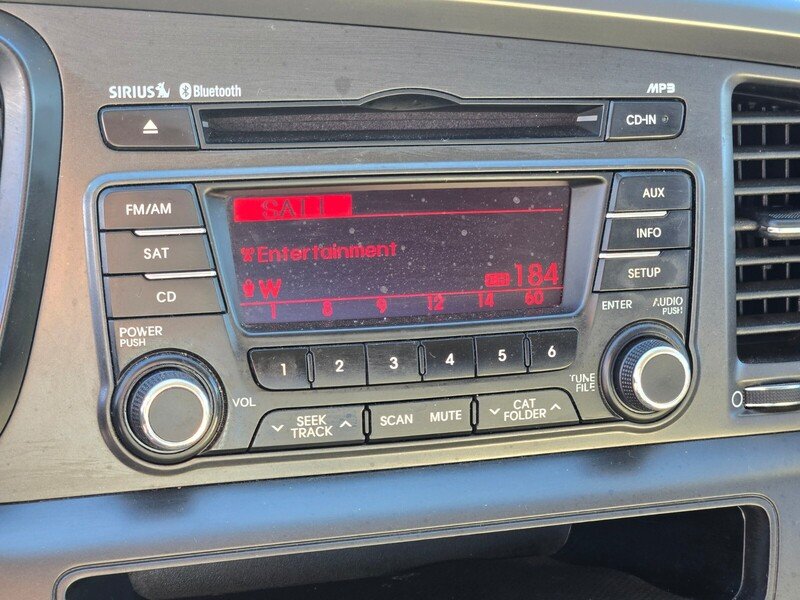 SIRIUS Bluetooth MP3
CD-IN
FM/AM SAT1 AUX
SAT Entertainment INFO
CD W CH 184 SETUP
1 8 9 12 14 60
POWER PUSH ENTER AUDIO PUSH
1 2 3 4 5 6
VOL TUNE FILE
SEEK TRACK SCAN MUTE CAT FOLDER
0